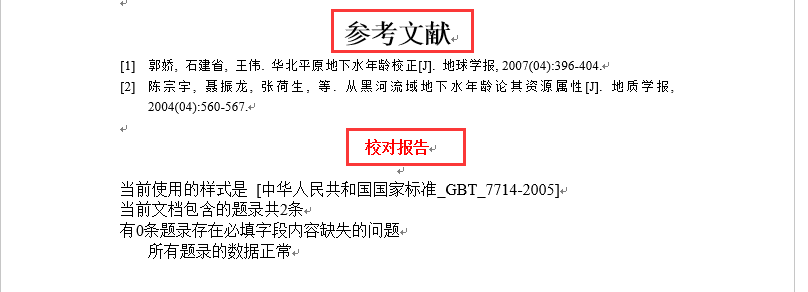 参考文献
[1] 郭娇, 石建省, 王伟. 华北平原地下水年龄校正[J]. 地球学报, 2007(04):396-404.
[2] 陈宗宇, 聂振龙, 张荷生, 等. 从黑河流域地下水年龄论其资源属性[J]. 地质学报,
2004(04):560-567.
校对报告
当前使用的样式是 [中华人民共和国国家标准_GBT_7714-2005]
当前文档包含的题录共2条
有0条题录存在必填字段内容缺失的问题
所有题录的数据正常